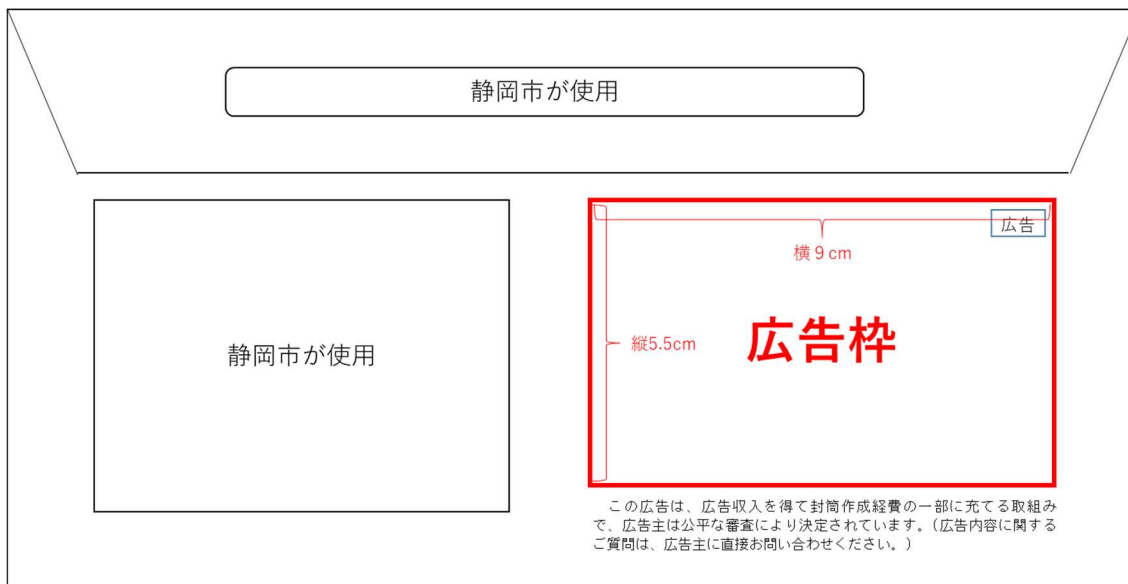 静岡市が使用
広告
横９cm
縦5.5cm
広告枠
静岡市が使用
この広告は、広告収入を得て封筒作成経費の一部に充てる取組み
で、広告主は公平な審査により決定されています。（広告内容に関する
ご質問は、広告主に直接お問い合わせください。）